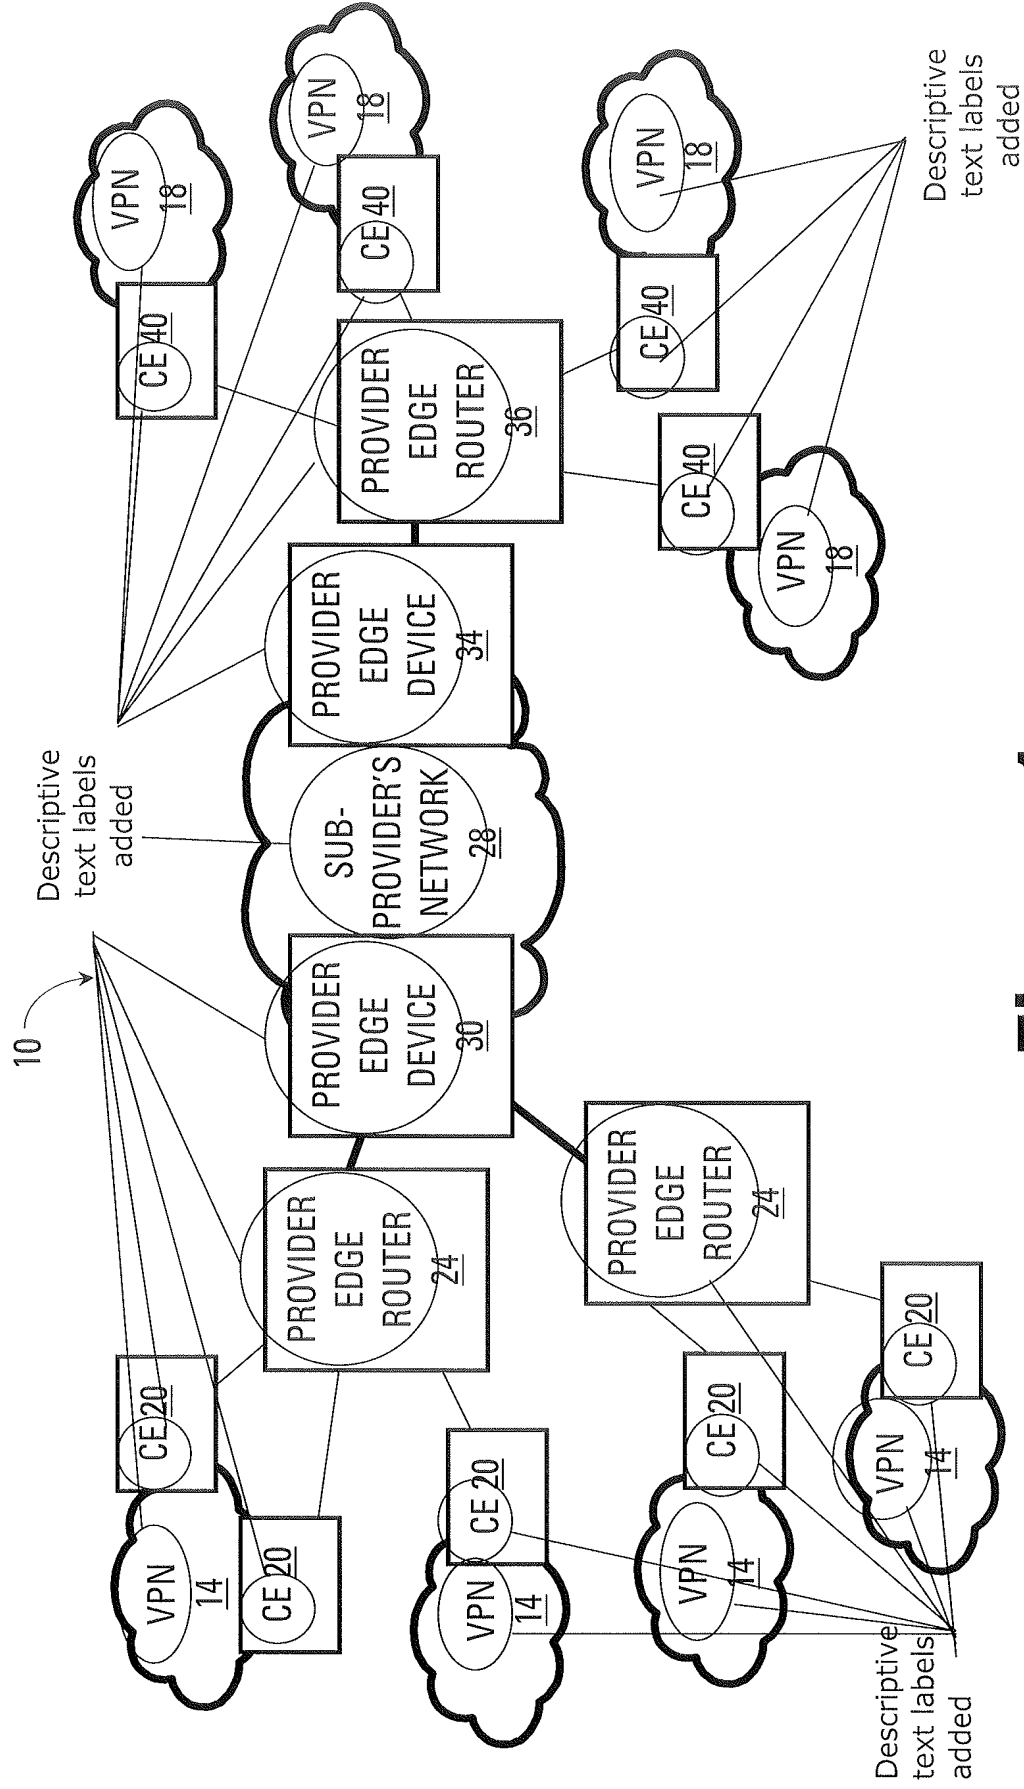 10
Descriptive
text labels
added
VPN
14
CE 20
CE 20
PROVIDER
EDGE
ROUTER
24
PROVIDER
EDGE
DEVICE
30
SUB-
PROVIDER'S
NETWORK
28
PROVIDER
EDGE
DEVICE
34
PROVIDER
EDGE
ROUTER
36
CE 40
VPN
18
CE 40
VPN
18
VPN
14
CE 20
PROVIDER
EDGE
ROUTER
24
VPN
14
CE 20
VPN
14
CE 20
CE 40
VPN
18
CE 40
VPN
18
Descriptive
text labels
added
Descriptive
text labels
added